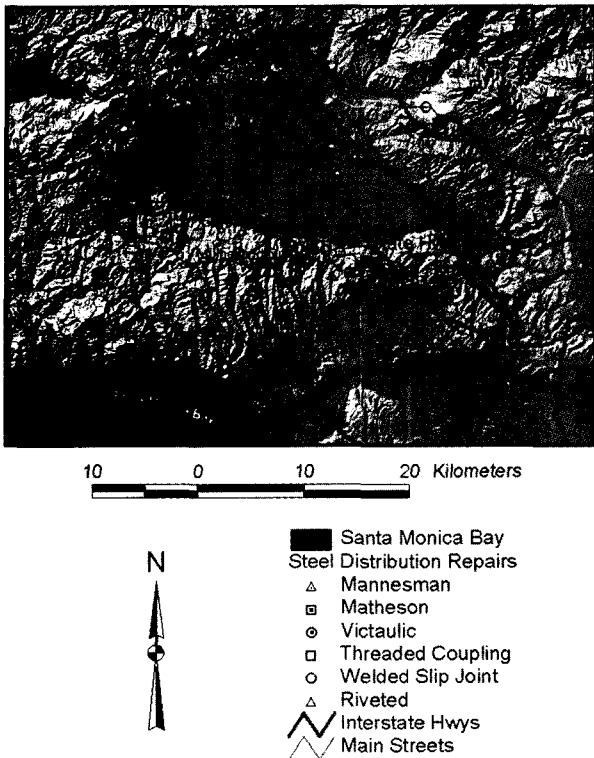 10 0 10 20 Kilometers
N
Santa Monica Bay
Steel Distribution Repairs
Mannesman
Matheson
Victaulic
Threaded Coupling
Welded Slip Joint
Riveted
Interstate Hwys
Main Streets